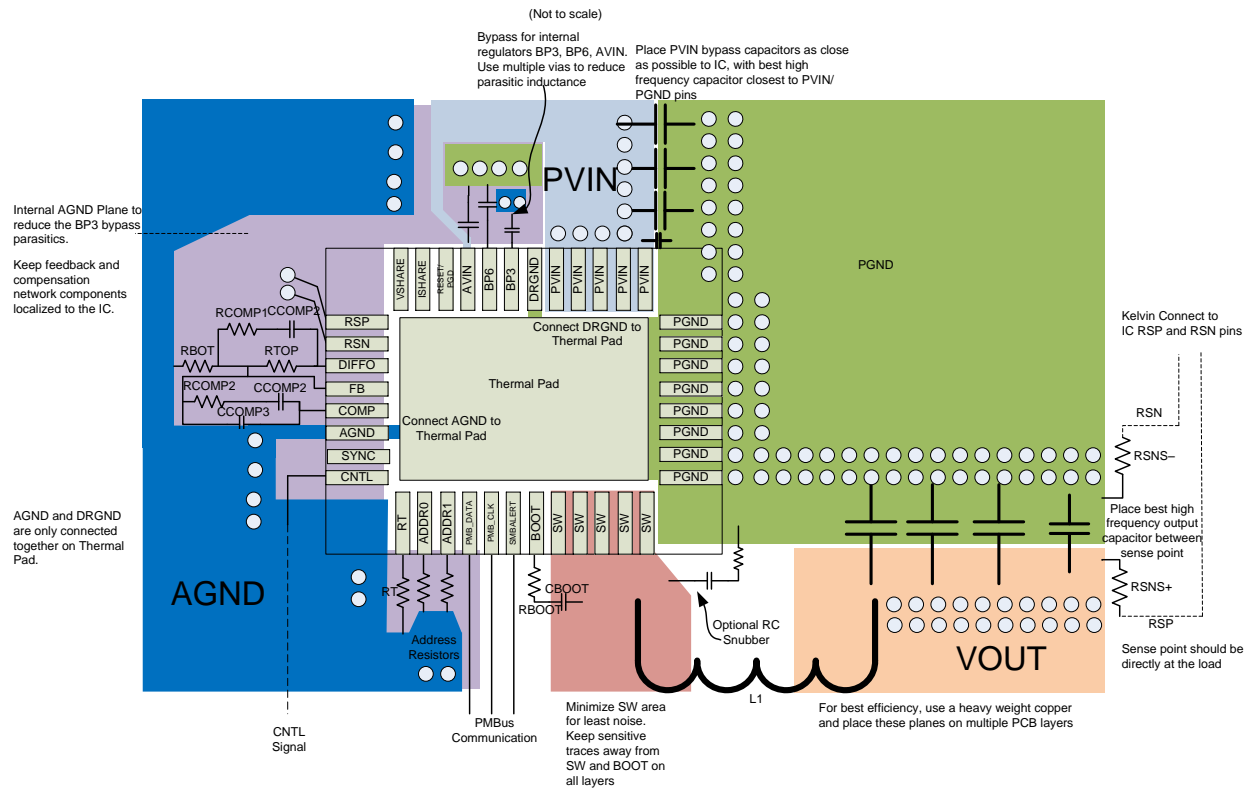 (Not to scale)
Bypass for internal
regulators BP3, BP6, AVIN.
Use multiple vias to reduce
parasitic inductance
Place PVIN bypass capacitors as close
as possible to IC, with best high
frequency capacitor closest to PVIN/
PGND pins
PVIN
Internal AGND Plane to
reduce the BP3 bypass
parasitics.
Keep feedback and
compensation
network components
localized to the IC.
PGND
VSHARE
ISHARE
RESET/
PGD
AVIN
BP6
BP3
DRGND
PVIN
PVIN
PVIN
PVIN
PVIN
RCOMP1
CCOMP2
RBOT
RTOP
RCOMP2
CCOMP2
CCOMP3
RSP
RSN
DIFFO
FB
COMP
AGND
SYNC
CNTL
Connect DRGND to
Thermal Pad
Thermal Pad
Connect AGND to
Thermal Pad
PGND
PGND
PGND
PGND
PGND
PGND
PGND
PGND
Kelvin Connect to
IC RSP and RSN pins
RSN
RSNS–
Place best high
frequency output
capacitor between
sense point
RSNS+
RSP
Sense point should be
directly at the load
AGND and DRGND
are only connected
together on Thermal
Pad.
RT
ADDR0
ADDR1
PMB_DATA
PMB_CLK
SMBALERT
BOOT
SW
SW
SW
SW
SW
AGND
RT
Address
Resistors
CBOOT
RBOOT
Optional RC
Snubber
VOUT
L1
CNTL
Signal
PMBus
Communication
Minimize SW area
for least noise.
Keep sensitive
traces away from
SW and BOOT on
all layers
For best efficiency, use a heavy weight copper
and place these planes on multiple PCB layers